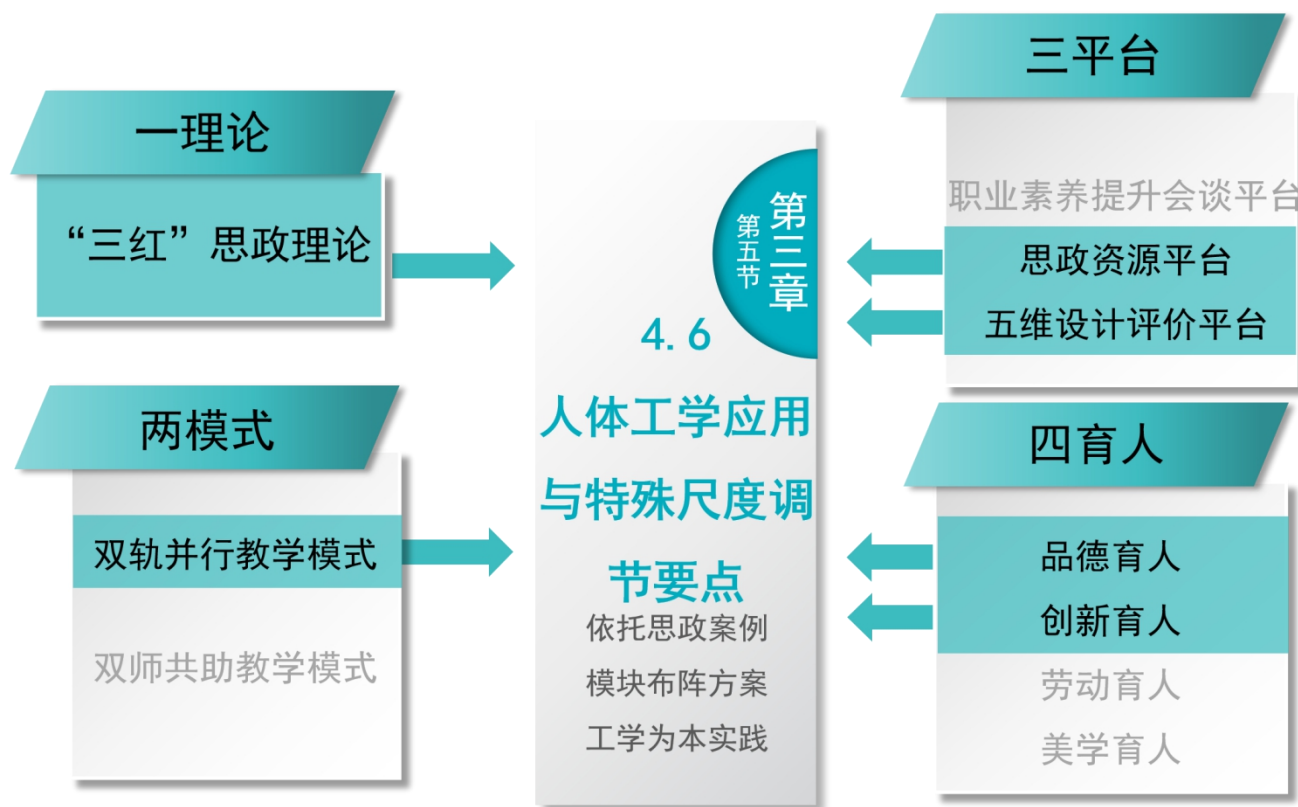 一理论
“三红”思政理论
两模式
双轨并行教学模式
双师共助教学模式
第三章
第五节
4.6
人体工学应用
与特殊尺度调
节要点
依托思政案例
模块布阵方案
工学为本实践
三平台
职业素养提升会谈平台
思政资源平台
五维设计评价平台
四育人
品德育人
创新育人
劳动育人
美学育人